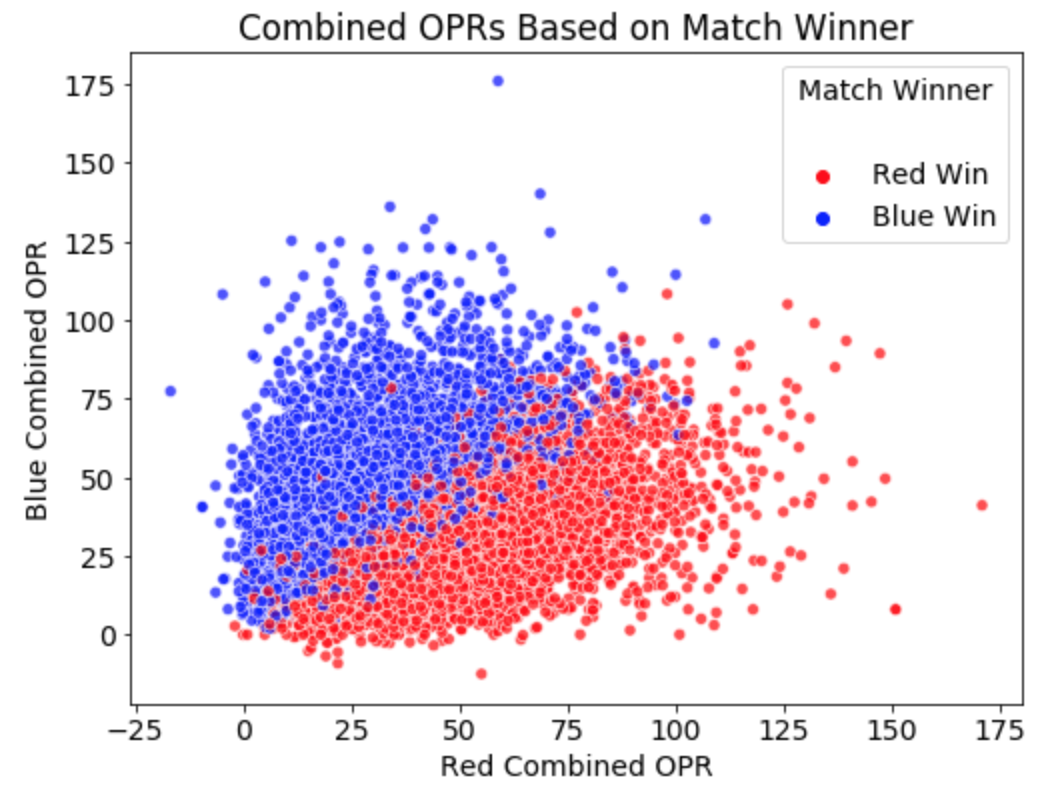 Combined OPRs Based on Match Winner
Match Winner
Red Win
Blue Win
Blue Combined OPR
175
150
125
100
75
50
25
0
−25
0
25
50
75
100
125
150
175
Red Combined OPR